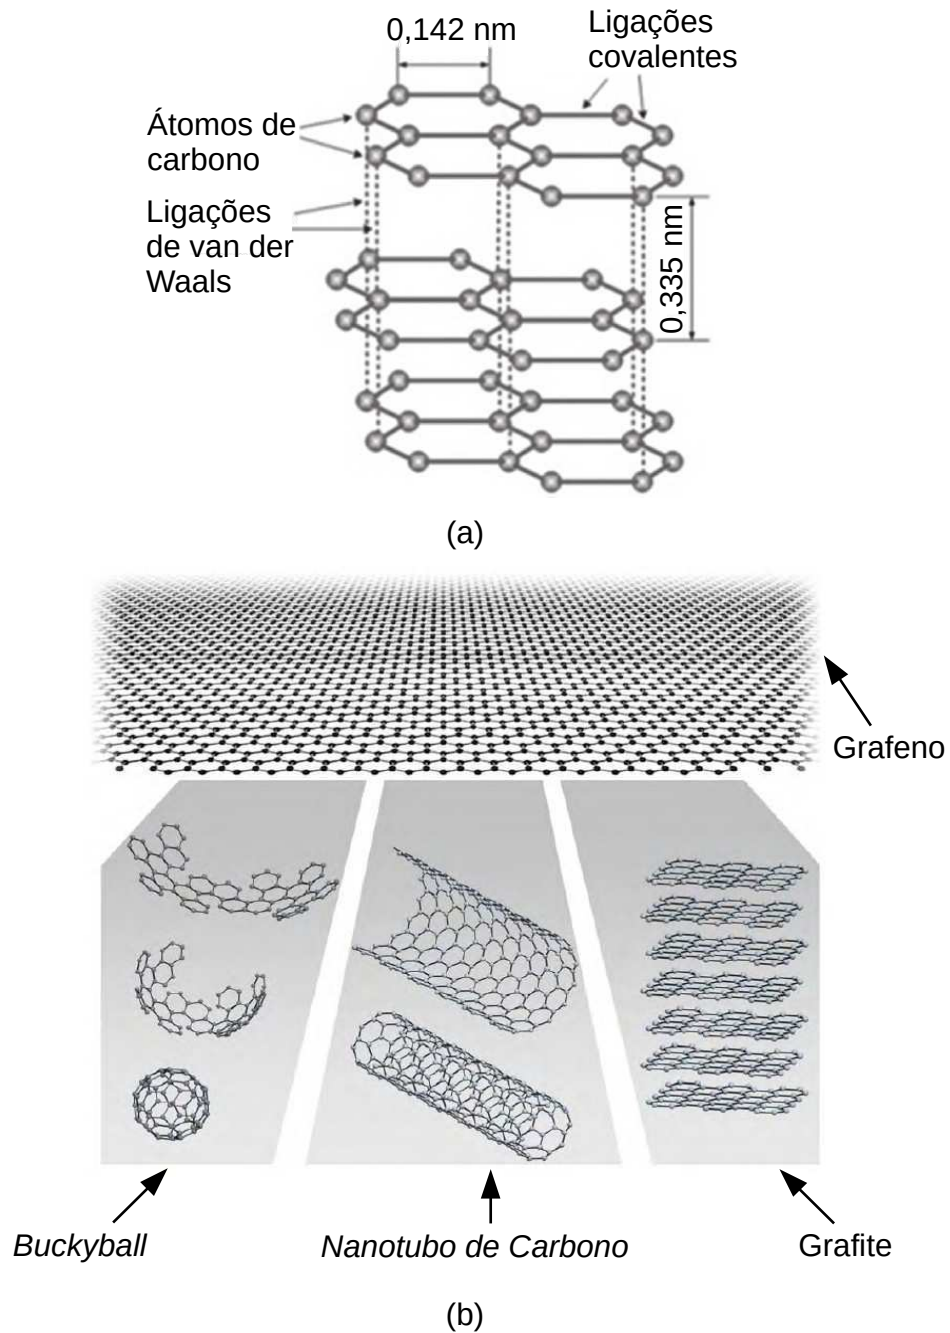 0,142 nm
Ligações
covalentes
Átomos de
carbono
Ligações
de van der
Waals
0,335 nm
(a)
Grafeno
Buckyball
Nanotubo de Carbono
Grafite
(b)